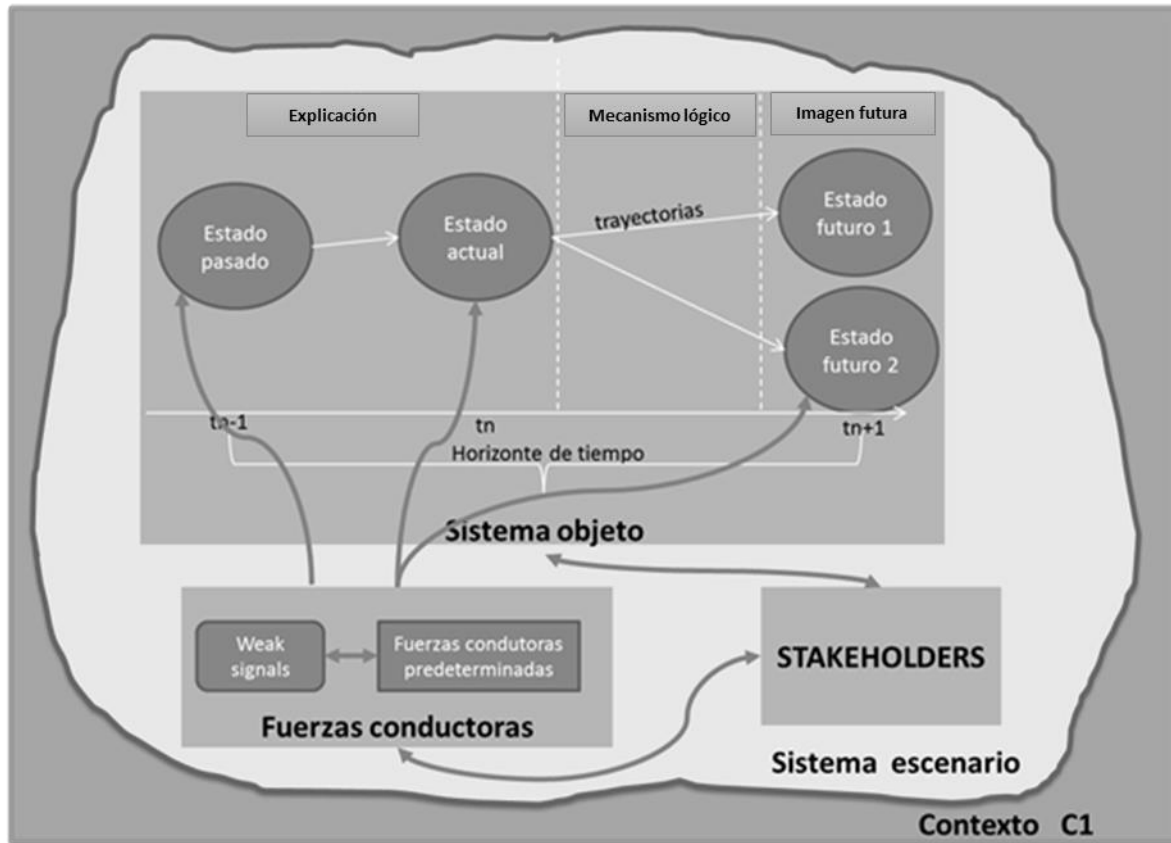 Explicación
Mecanismo lógico
Imagen futura
Estado
pasado
Estado
actual
trayectorias
Estado
futuro 1
Estado
futuro 2
tn-1
tn
tn+1
Horizonte de tiempo
Sistema objeto
Weak
signals
Fuerzas condutoras
predeterminadas
Fuerzas conductoras
STAKEHOLDERS
Sistema escenario
Contexto C1